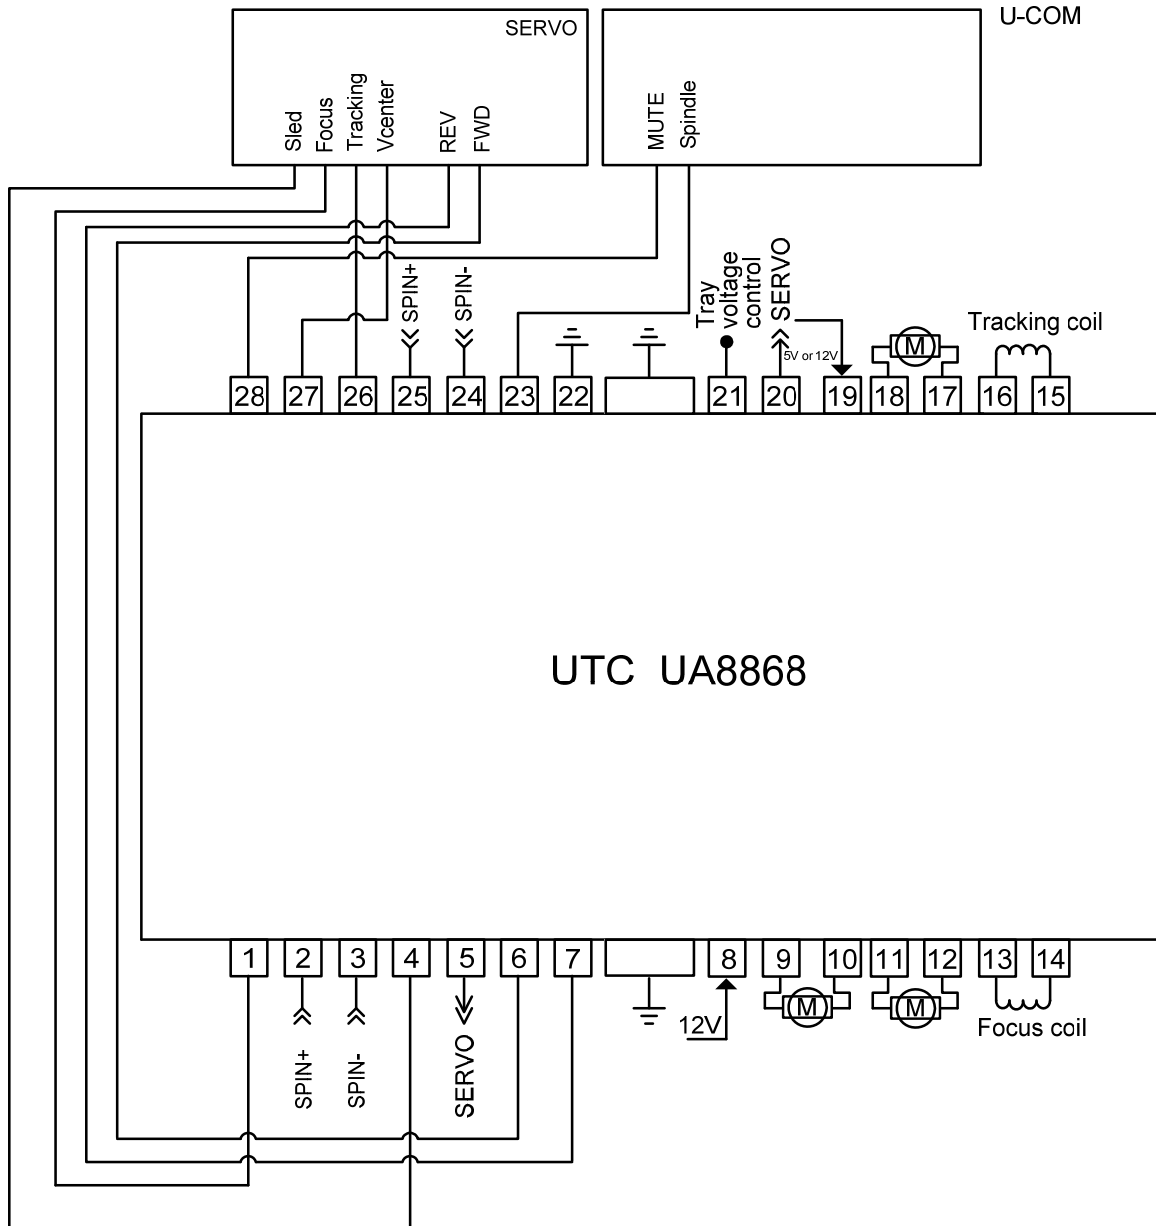 U-COM
SERVO
Sled
Focus
Tracking
Vcenter
REV
FWD
MUTE
Spindle
SPIN+
SPIN-
Tray
voltage
control
SERVO
5V or 12V
M
Tracking coil
28
27
26
25
24
23
22
21
20
19
18
17
16
15
UTC UA8868
1
2
3
4
5
6
7
8
9
10
11
12
13
14
SPIN+
SPIN-
SERVO
12V
M
M
Focus coil